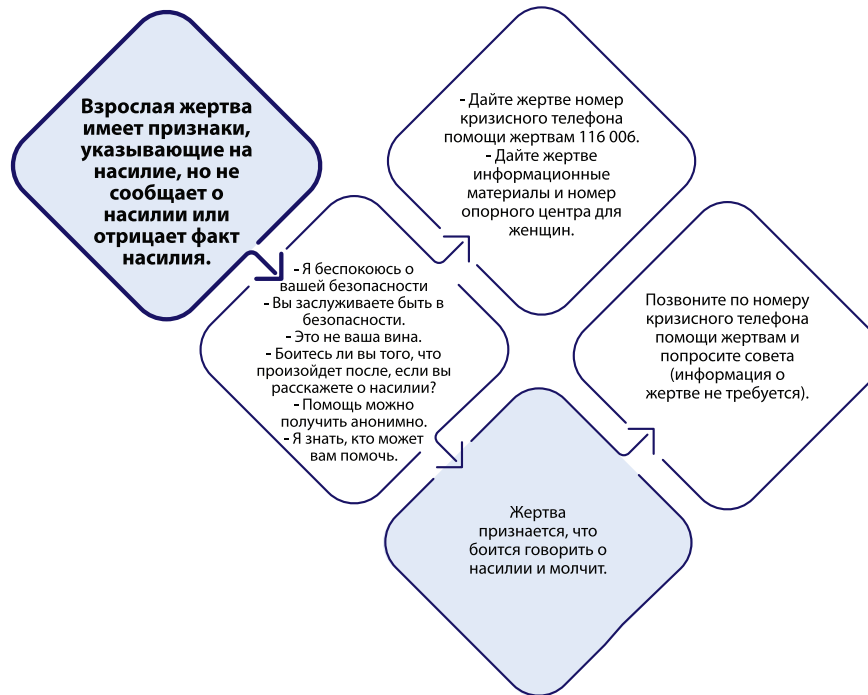 Взрослая жертва
имеет признаки,
указывающие на
насилие, но не
сообщает о
насилии или
отрицает факт
насилия.
- Я беспокоюсь о
вашей безопасности
- Вы заслуживаете быть в
безопасности.
- Это не ваша вина.
- Боитесь ли вы того, что
произойдет после, если вы
расскажете о насилии?
- Помощь можно
получить анонимно.
- Я знать, кто может
вам помочь.
- Дайте жертве номер
кризисного телефона
помощи жертвам 116 006.
- Дайте жертве
информационные
материалы и номер
опорного центра для
женщин.
Жертва
признается, что
боится говорить о
насилии и молчит.
Позвоните по номеру
кризисного телефона
помощи жертвам и
попросите совета
(информация о
жертве не требуется).